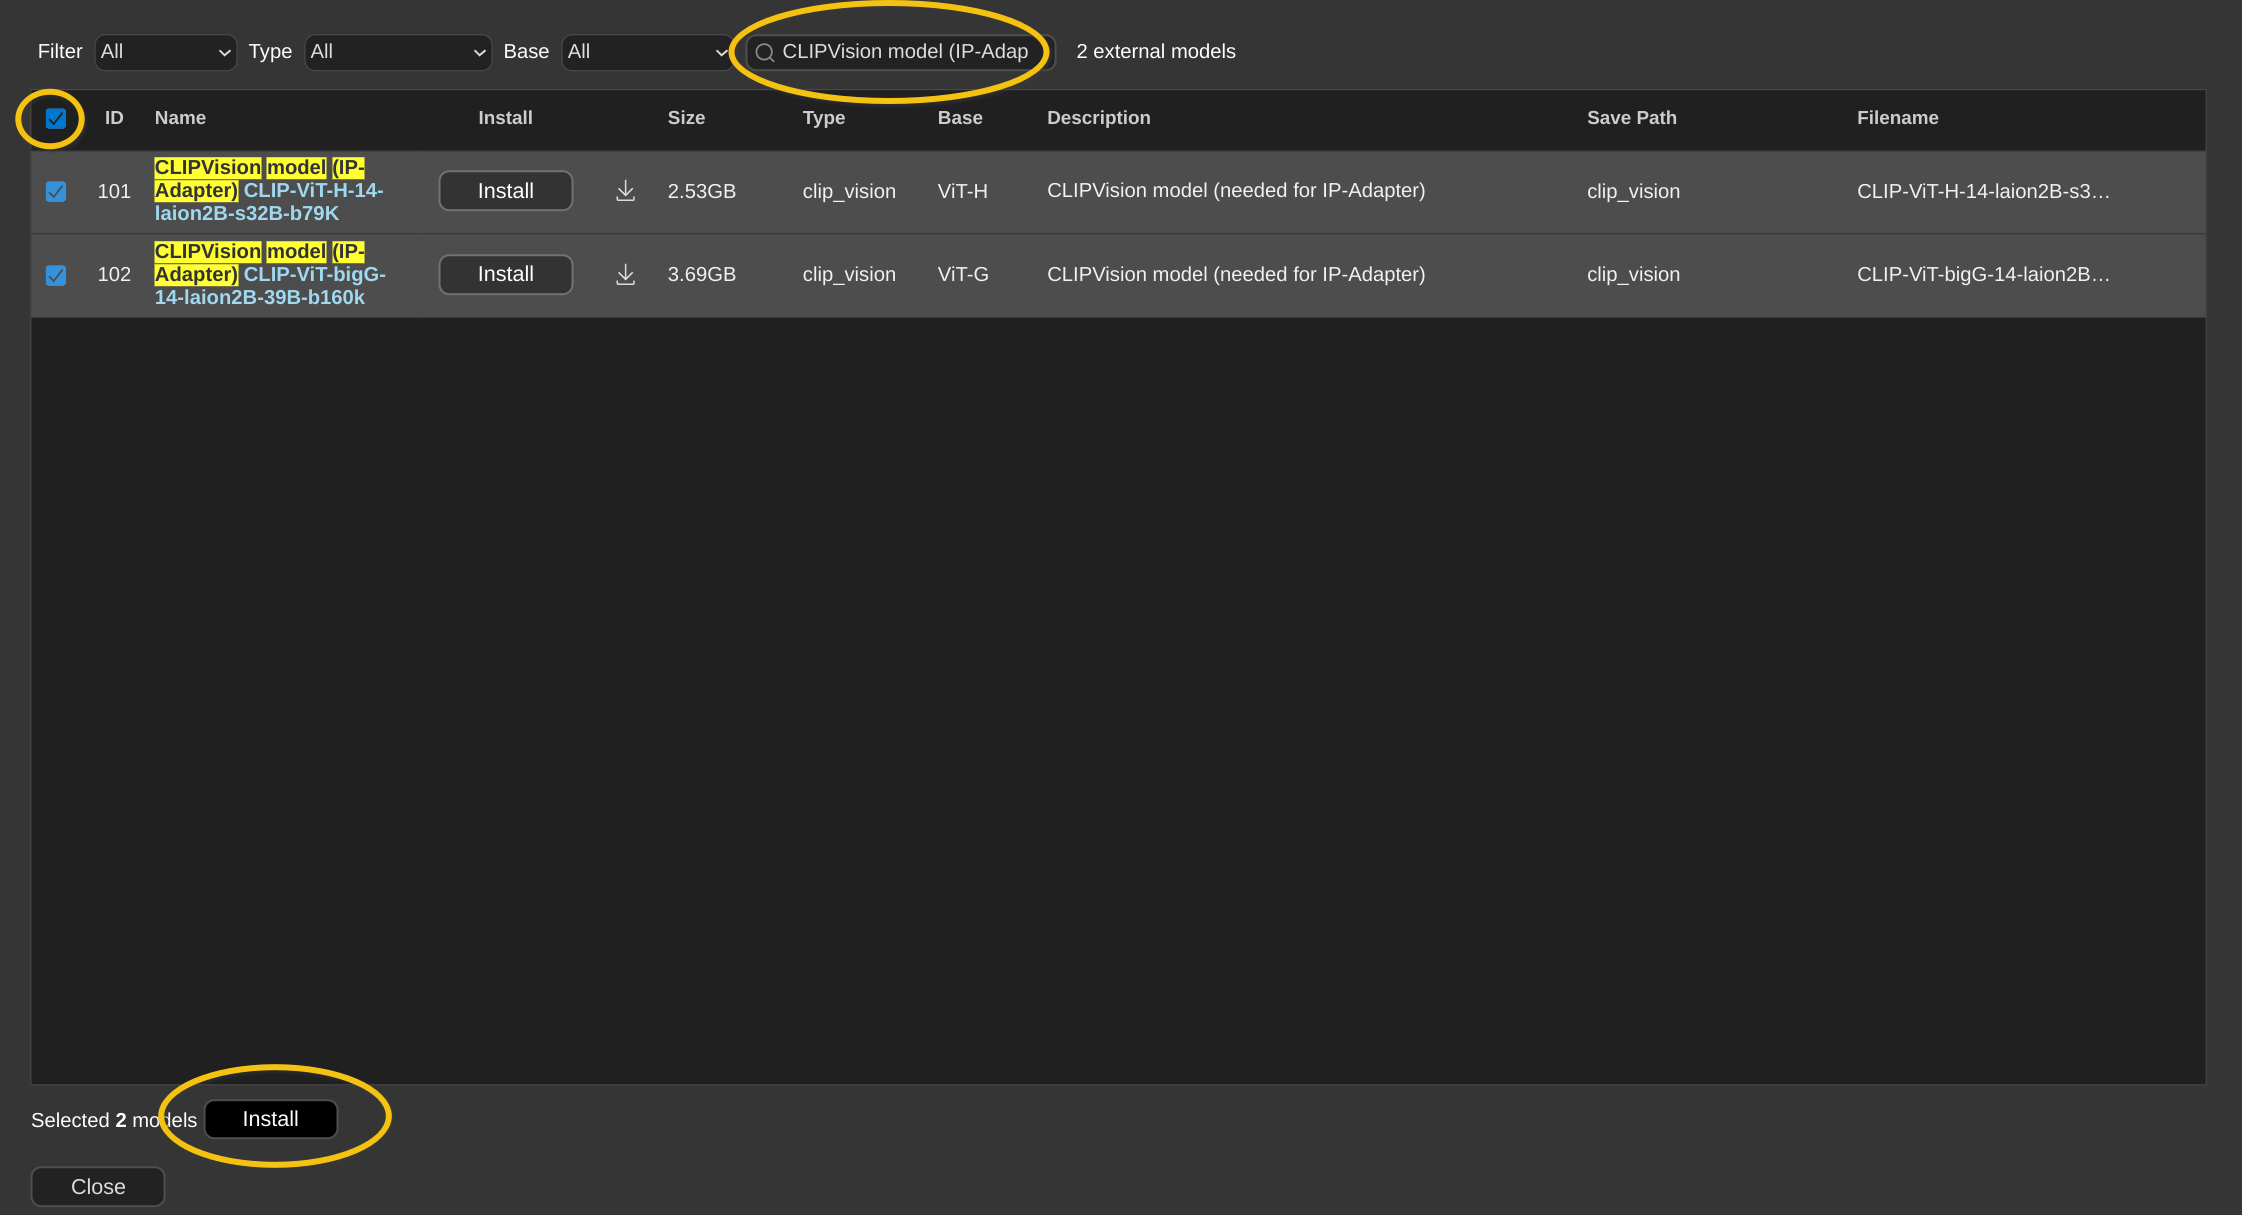 Filter All Type All Base All CLIPVision model (IP-Adap 2 external models
ID Name Install Size Type Base Description Save Path Filename
101 CLIPVision model (IP-
Adapter) CLIP-ViT-H-14-
laion2B-s32B-b79K Install 2.53GB clip_vision ViT-H CLIPVision model (needed for IP-Adapter) clip_vision CLIP-ViT-H-14-laion2B-s3...
102 CLIPVision model (IP-
Adapter) CLIP-ViT-bigG-
14-laion2B-39B-b160k Install 3.69GB clip_vision ViT-G CLIPVision model (needed for IP-Adapter) clip_vision CLIP-ViT-bigG-14-laion2B...
Selected 2 models Install
Close